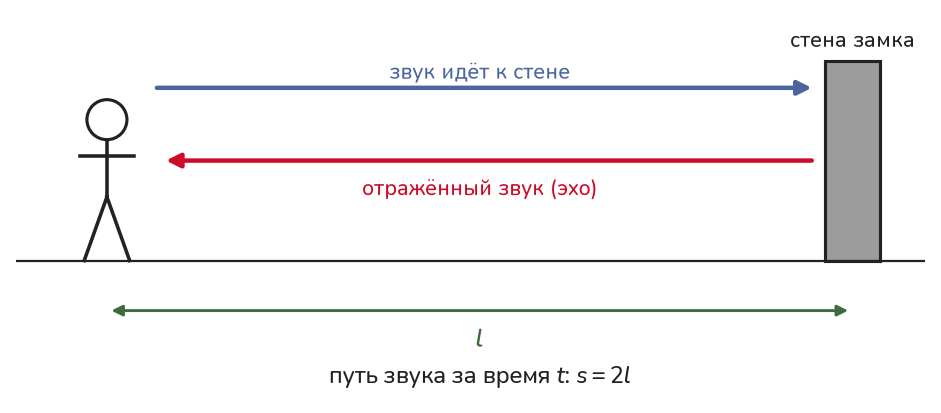 стена замка
звук идёт к стене
отражённый звук (эхо)
l
путь звука за время t: s = 2l